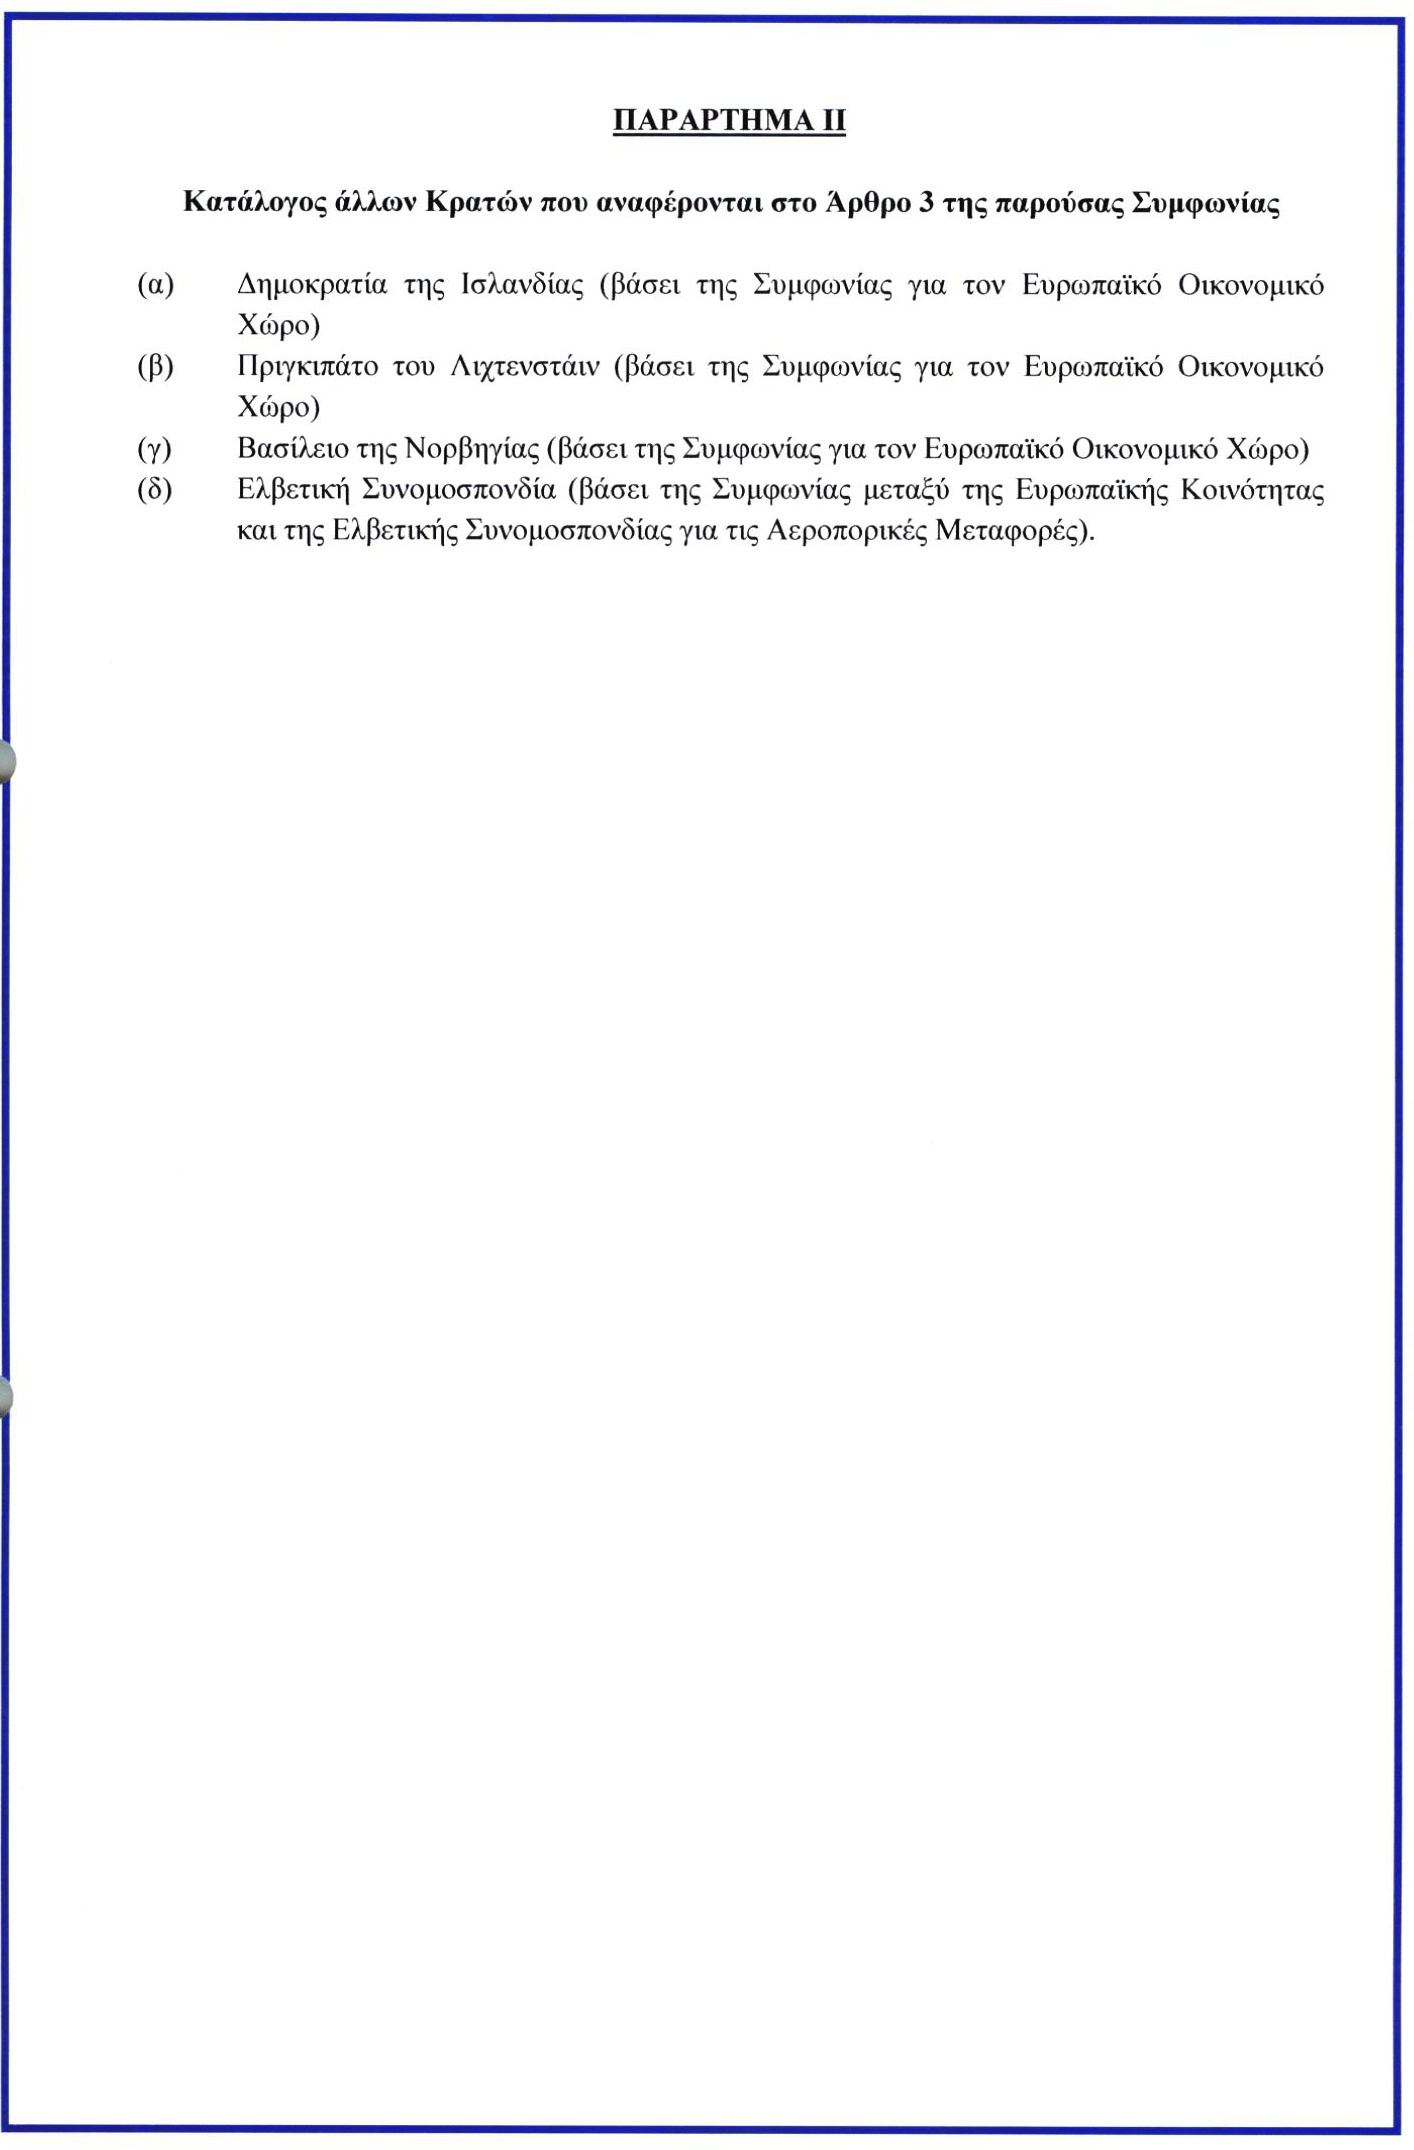 ΠΑΡΑΡΤΗΜΑ ΙΙ
Κατάλογος άλλων Κρατών που αναφέρονται στο Άρθρο 3 της παρούσας Συμφωνίας
(α) Δημοκρατία της Ισλανδίας (βάσει της Συμφωνίας για τον Ευρωπαϊκό Οικονομικό
Χώρο)
(β) Πριγκιπάτο του Λιχτενστάιν (βάσει της Συμφωνίας για τον Ευρωπαϊκό Οικονομικό
Χώρο)
(γ) Βασίλειο της Νορβηγίας (βάσει της Συμφωνίας για τον Ευρωπαϊκό Οικονομικό Χώρο)
(δ) Ελβετική Συνομοσπονδία (βάσει της Συμφωνίας μεταξύ της Ευρωπαϊκής Κοινότητας
και της Ελβετικής Συνομοσπονδίας για τις Αεροπορικές Μεταφορές).